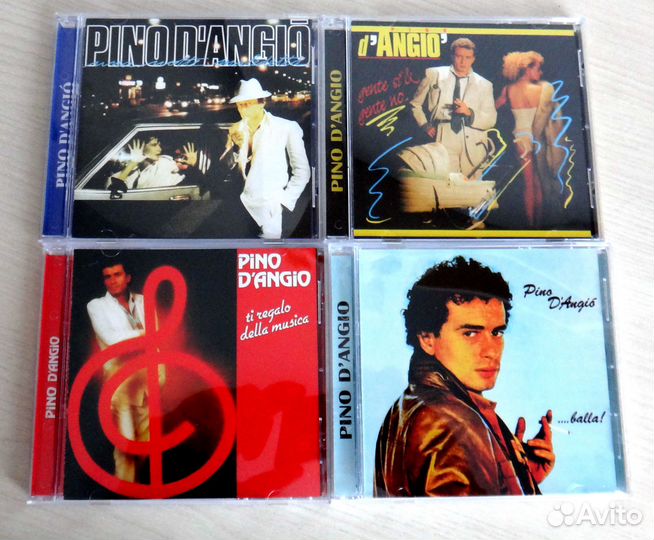 PINO D'ANGIÒ
PINO D'ANGIÒ
d'ANGIO'
gente sì &
gente no...
PINO D'ANGIO
PINO
D'ANGIO
ti regalo
della musica
PINO D'ANGIO
Pino
D'Angió
....balla!
PINO D'ANGIO
Avito